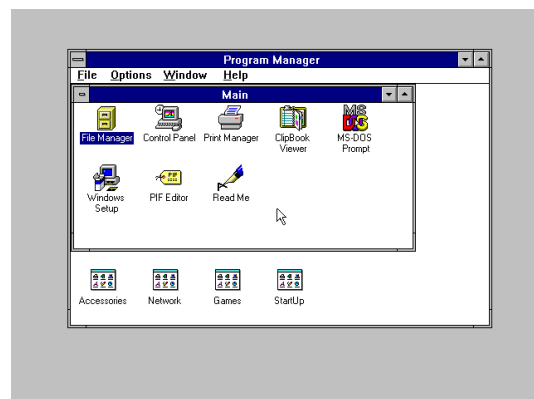 Program Manager
File Options Window Help
Main
File Manager Control Panel Print Manager ClipBook Viewer MS-DOS Prompt
Windows Setup PIF Editor Read Me
Accessories Network Games StartUp